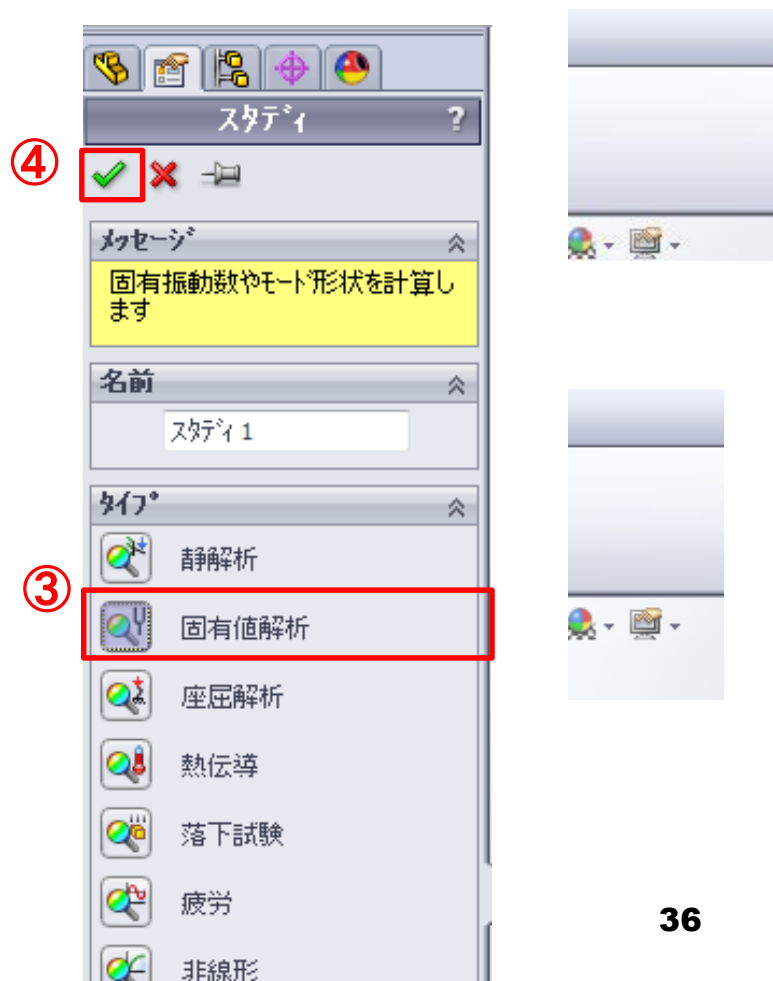 スタディ ?
④
メッセージ
固有振動数やモード形状を計算し
ます
名前
スタディ 1
タイプ
静解析
③
固有値解析
座屈解析
熱伝導
落下試験
疲労
非線形
36